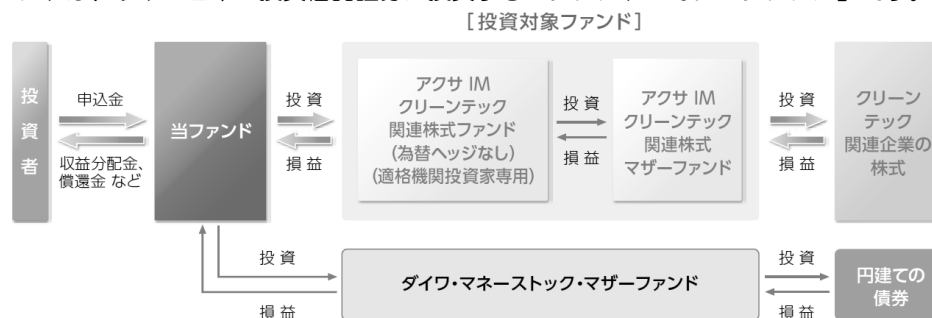 [投資対象ファンド]
投資者
申込金
収益分配金、
償還金 など
当ファンド
投資
損益
アクサ IM
クリーンテック
関連株式ファンド
(為替ヘッジなし)
(適格機関投資家専用)
投資
損益
アクサ IM
クリーンテック
関連株式
マザーファンド
投資
損益
クリーン
テック
関連企業の
株式
投資
損益
ダイワ・マネーストック・マザーファンド
投資
損益
円建ての
債券